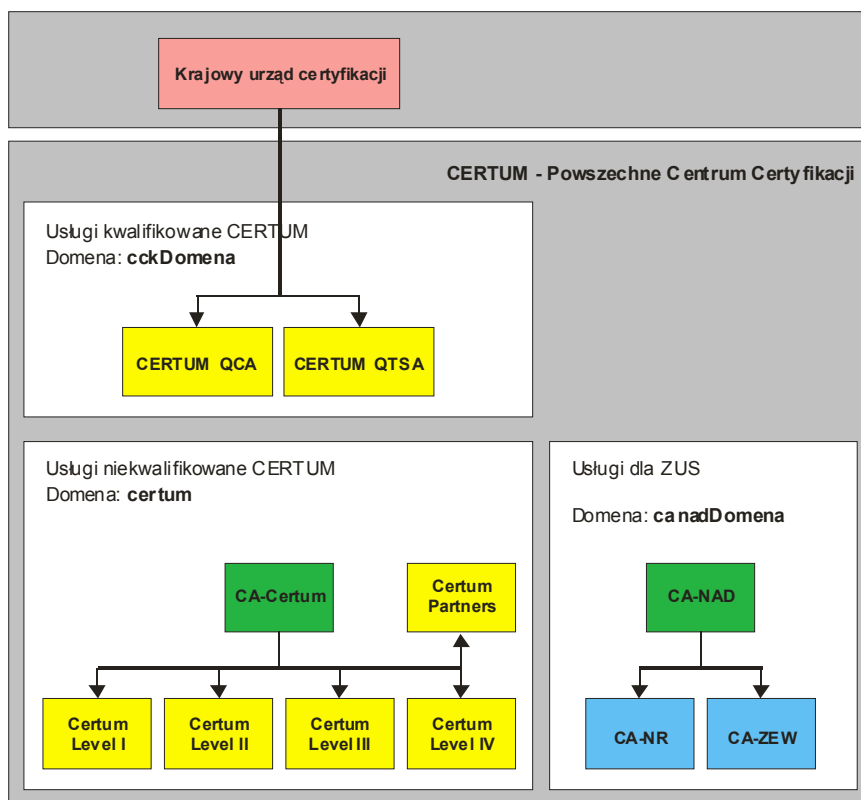 Krajowy urząd certyfikacji
CERTUM - Powszechne Centrum Certyfikacji
Usługi kwalifikowane CERTUM
Domena: cckDomena
CERTUM QCA
CERTUM QTSA
Usługi niekwalifikowane CERTUM
Domena: certum
CA-Certum
Certum
Partners
Certum
Level I
Certum
Level II
Certum
Level III
Certum
Level IV
Usługi dla ZUS
Domena: canadDomena
CA-NAD
CA-NR
CA-ZEW